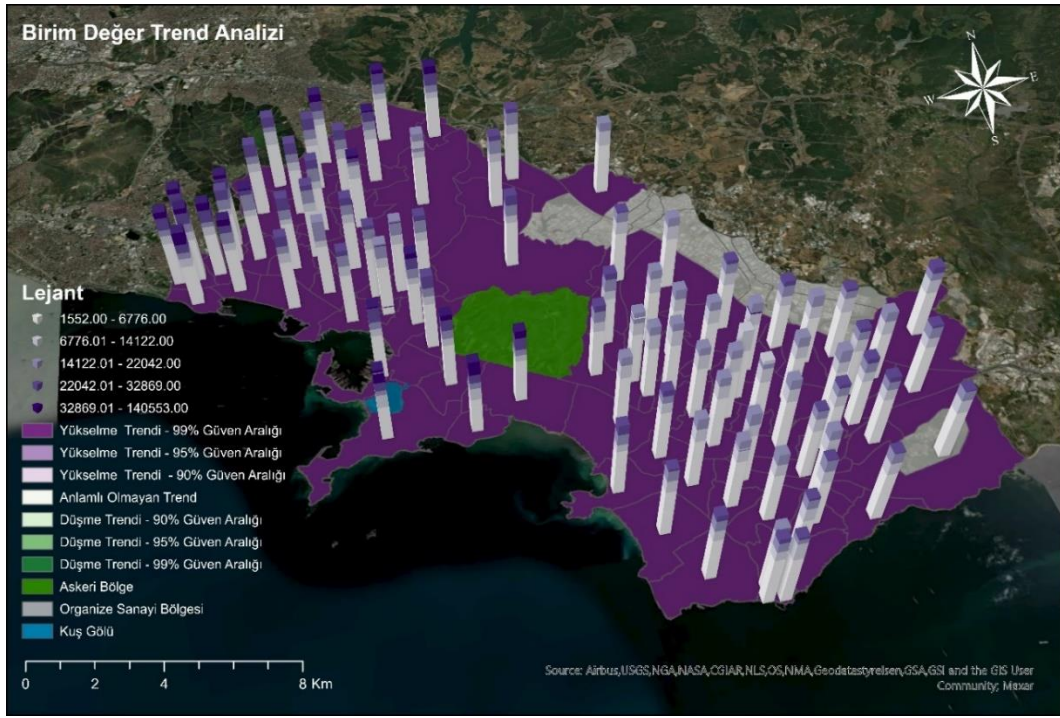 Birim Değer Trend Analizi
N
W
E
S
Lejant
1552.00 - 6776.00
6776.01 - 14122.00
14122.01 - 22042.00
22042.01 - 32869.00
32869.01 - 140553.00
Yükselme Trendi - 99% Güven Aralığı
Yükselme Trendi - 95% Güven Aralığı
Yükselme Trendi - 90% Güven Aralığı
Anlamlı Olmayan Trend
Düşme Trendi - 90% Güven Aralığı
Düşme Trendi - 95% Güven Aralığı
Düşme Trendi - 99% Güven Aralığı
Askeri Bölge
Organize Sanayi Bölgesi
Kuş Gölü
0 2 4 8 Km
Source: Airbus,USGS,NGA,NASA,CGIAR,NLS,OS,NMA,Geodatastyrelsen,GSA,GSI and the GIS User
Community, Maxar